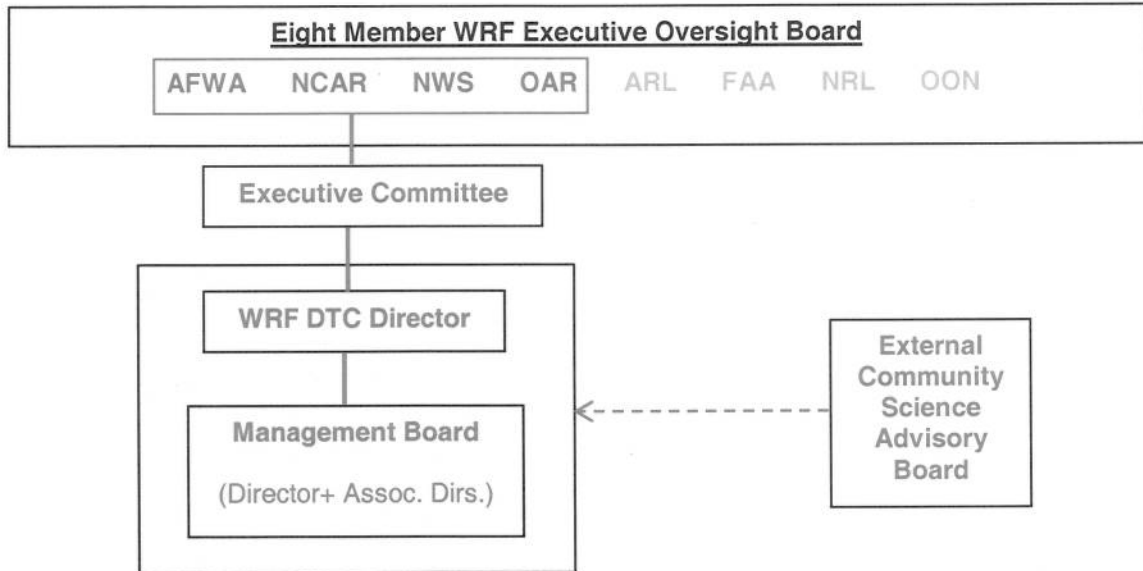 Eight Member WRF Executive Oversight Board
AFWA NCAR NWS OAR ARL FAA NRL OON
Executive Committee
WRF DTC Director
Management Board
(Director+ Assoc. Dirs.)
External
Community
Science
Advisory
Board